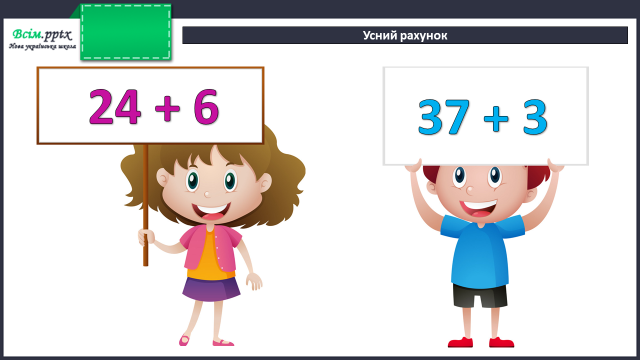 Всім.pptx
Нова українська школа
Усний рахунок
24 + 6
37 + 3